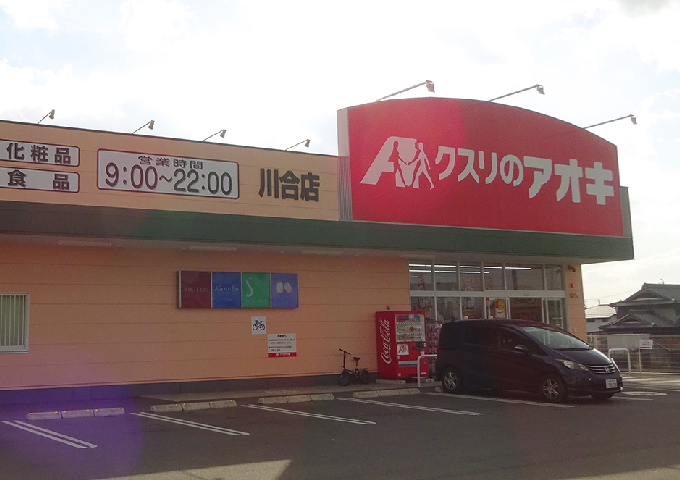 化粧品
食品
営業時間
9:00～22:00
川合店
クスリのアオキ
Coca-Cola